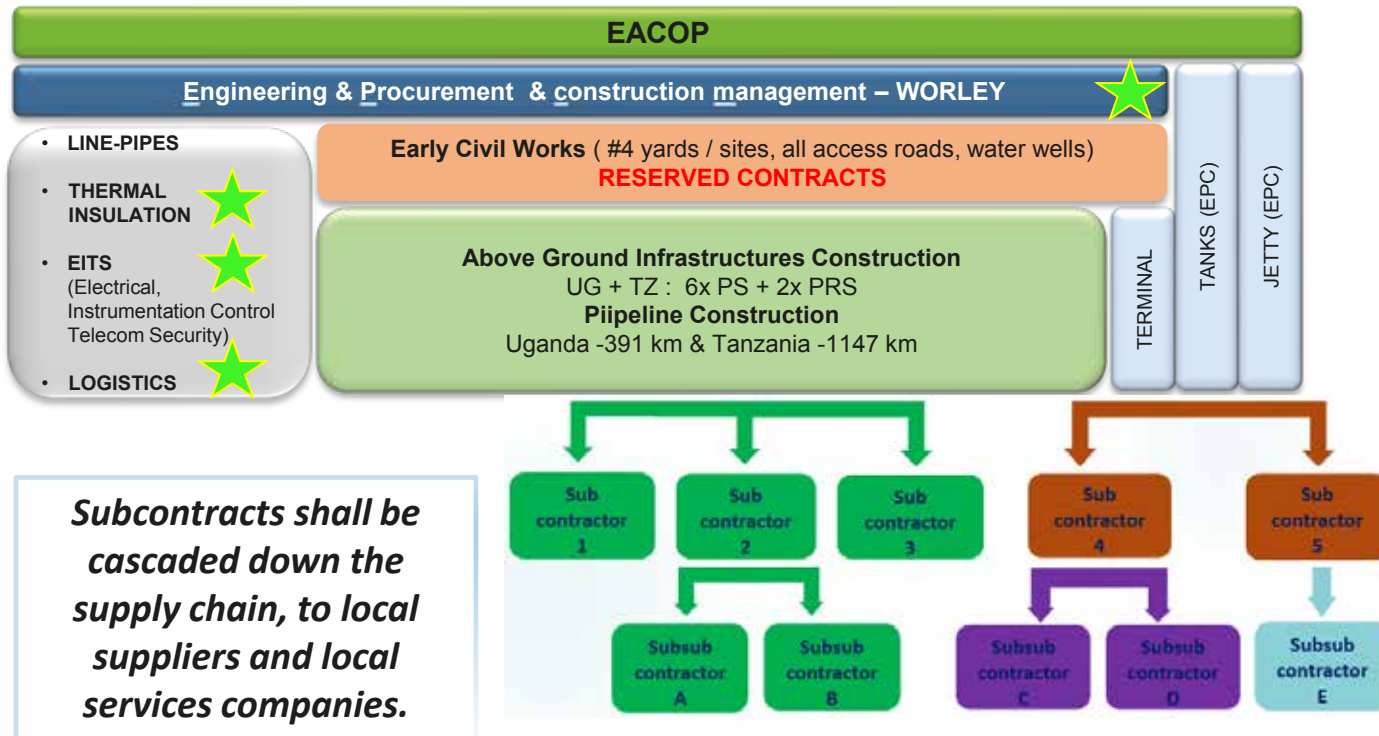 EACOP
Engineering & Procurement & construction management – WORLEY
• LINE-PIPES
• THERMAL
INSULATION
• EITS
(Electrical,
Instrumentation Control
Telecom Security)
• LOGISTICS
Early Civil Works ( #4 yards / sites, all access roads, water wells)
RESERVED CONTRACTS
Above Ground Infrastructures Construction
UG + TZ : 6x PS + 2x PRS
Piipeline Construction
Uganda -391 km & Tanzania -1147 km
TERMINAL
TANKS (EPC)
JETTY (EPC)
Subcontracts shall be
cascaded down the
supply chain, to local
suppliers and local
services companies.
Sub
contractor
1
Sub
contractor
2
Sub
contractor
3
Sub
contractor
4
Sub
contractor
5
Subsub
contractor
A
Subsub
contractor
B
Subsub
contractor
C
Subsub
contractor
D
Subsub
contractor
E